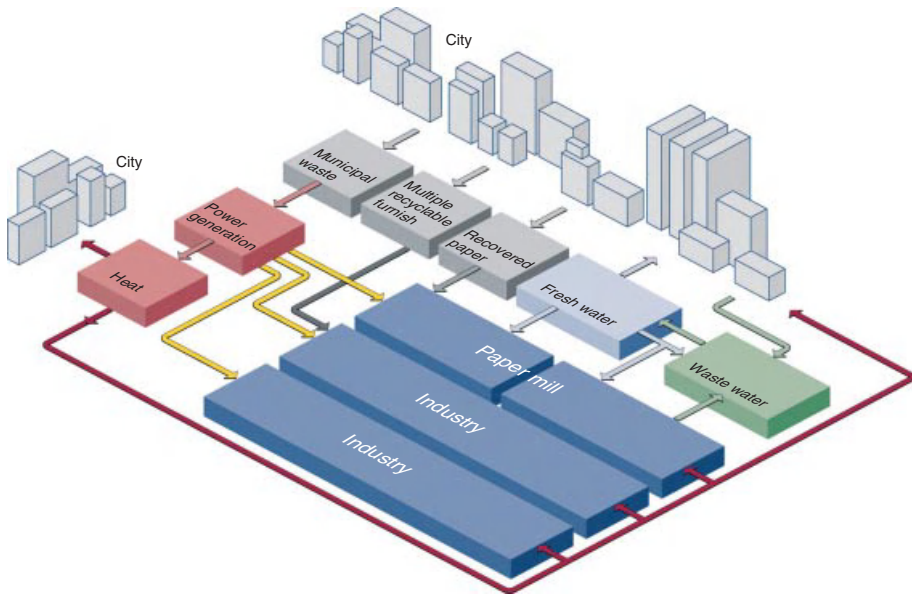 City
City
Municipal
waste
Multiple
recyclable
furnish
Recovered
paper
Power
generation
Heat
Fresh water
Waste water
Paper mill
Industry
Industry